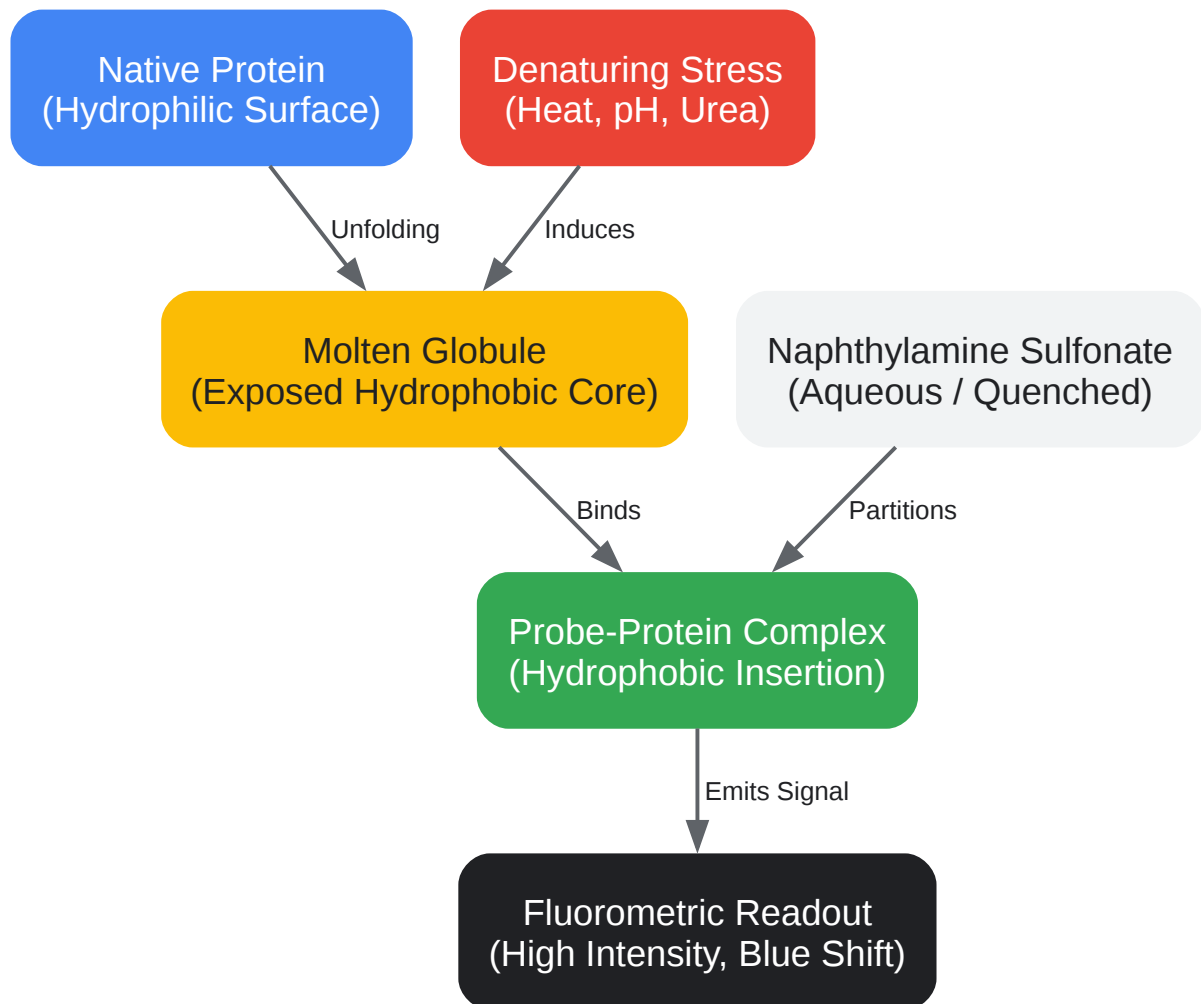 Native Protein
(Hydrophilic Surface)
Denaturing Stress
(Heat, pH, Urea)
Unfolding
Induces
Molten Globule
(Exposed Hydrophobic Core)
Naphthylamine Sulfonate
(Aqueous / Quenched)
Binds
Partitions
Probe-Protein Complex
(Hydrophobic Insertion)
Emits Signal
Fluorometric Readout
(High Intensity, Blue Shift)